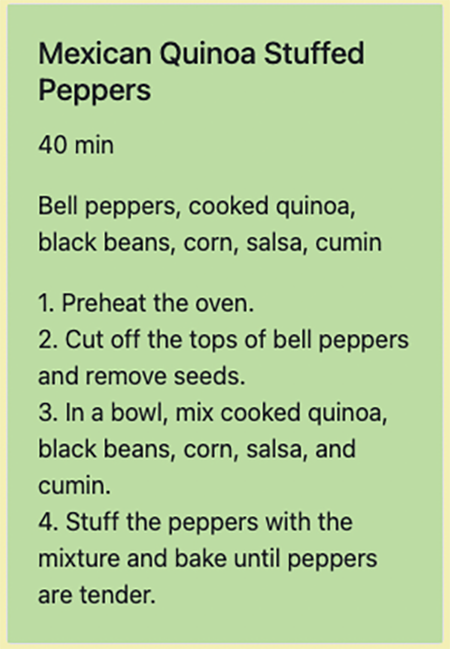 Mexican Quinoa Stuffed
Peppers
40 min
Bell peppers, cooked quinoa,
black beans, corn, salsa, cumin
1. Preheat the oven.
2. Cut off the tops of bell peppers
and remove seeds.
3. In a bowl, mix cooked quinoa,
black beans, corn, salsa, and
cumin.
4. Stuff the peppers with the
mixture and bake until peppers
are tender.